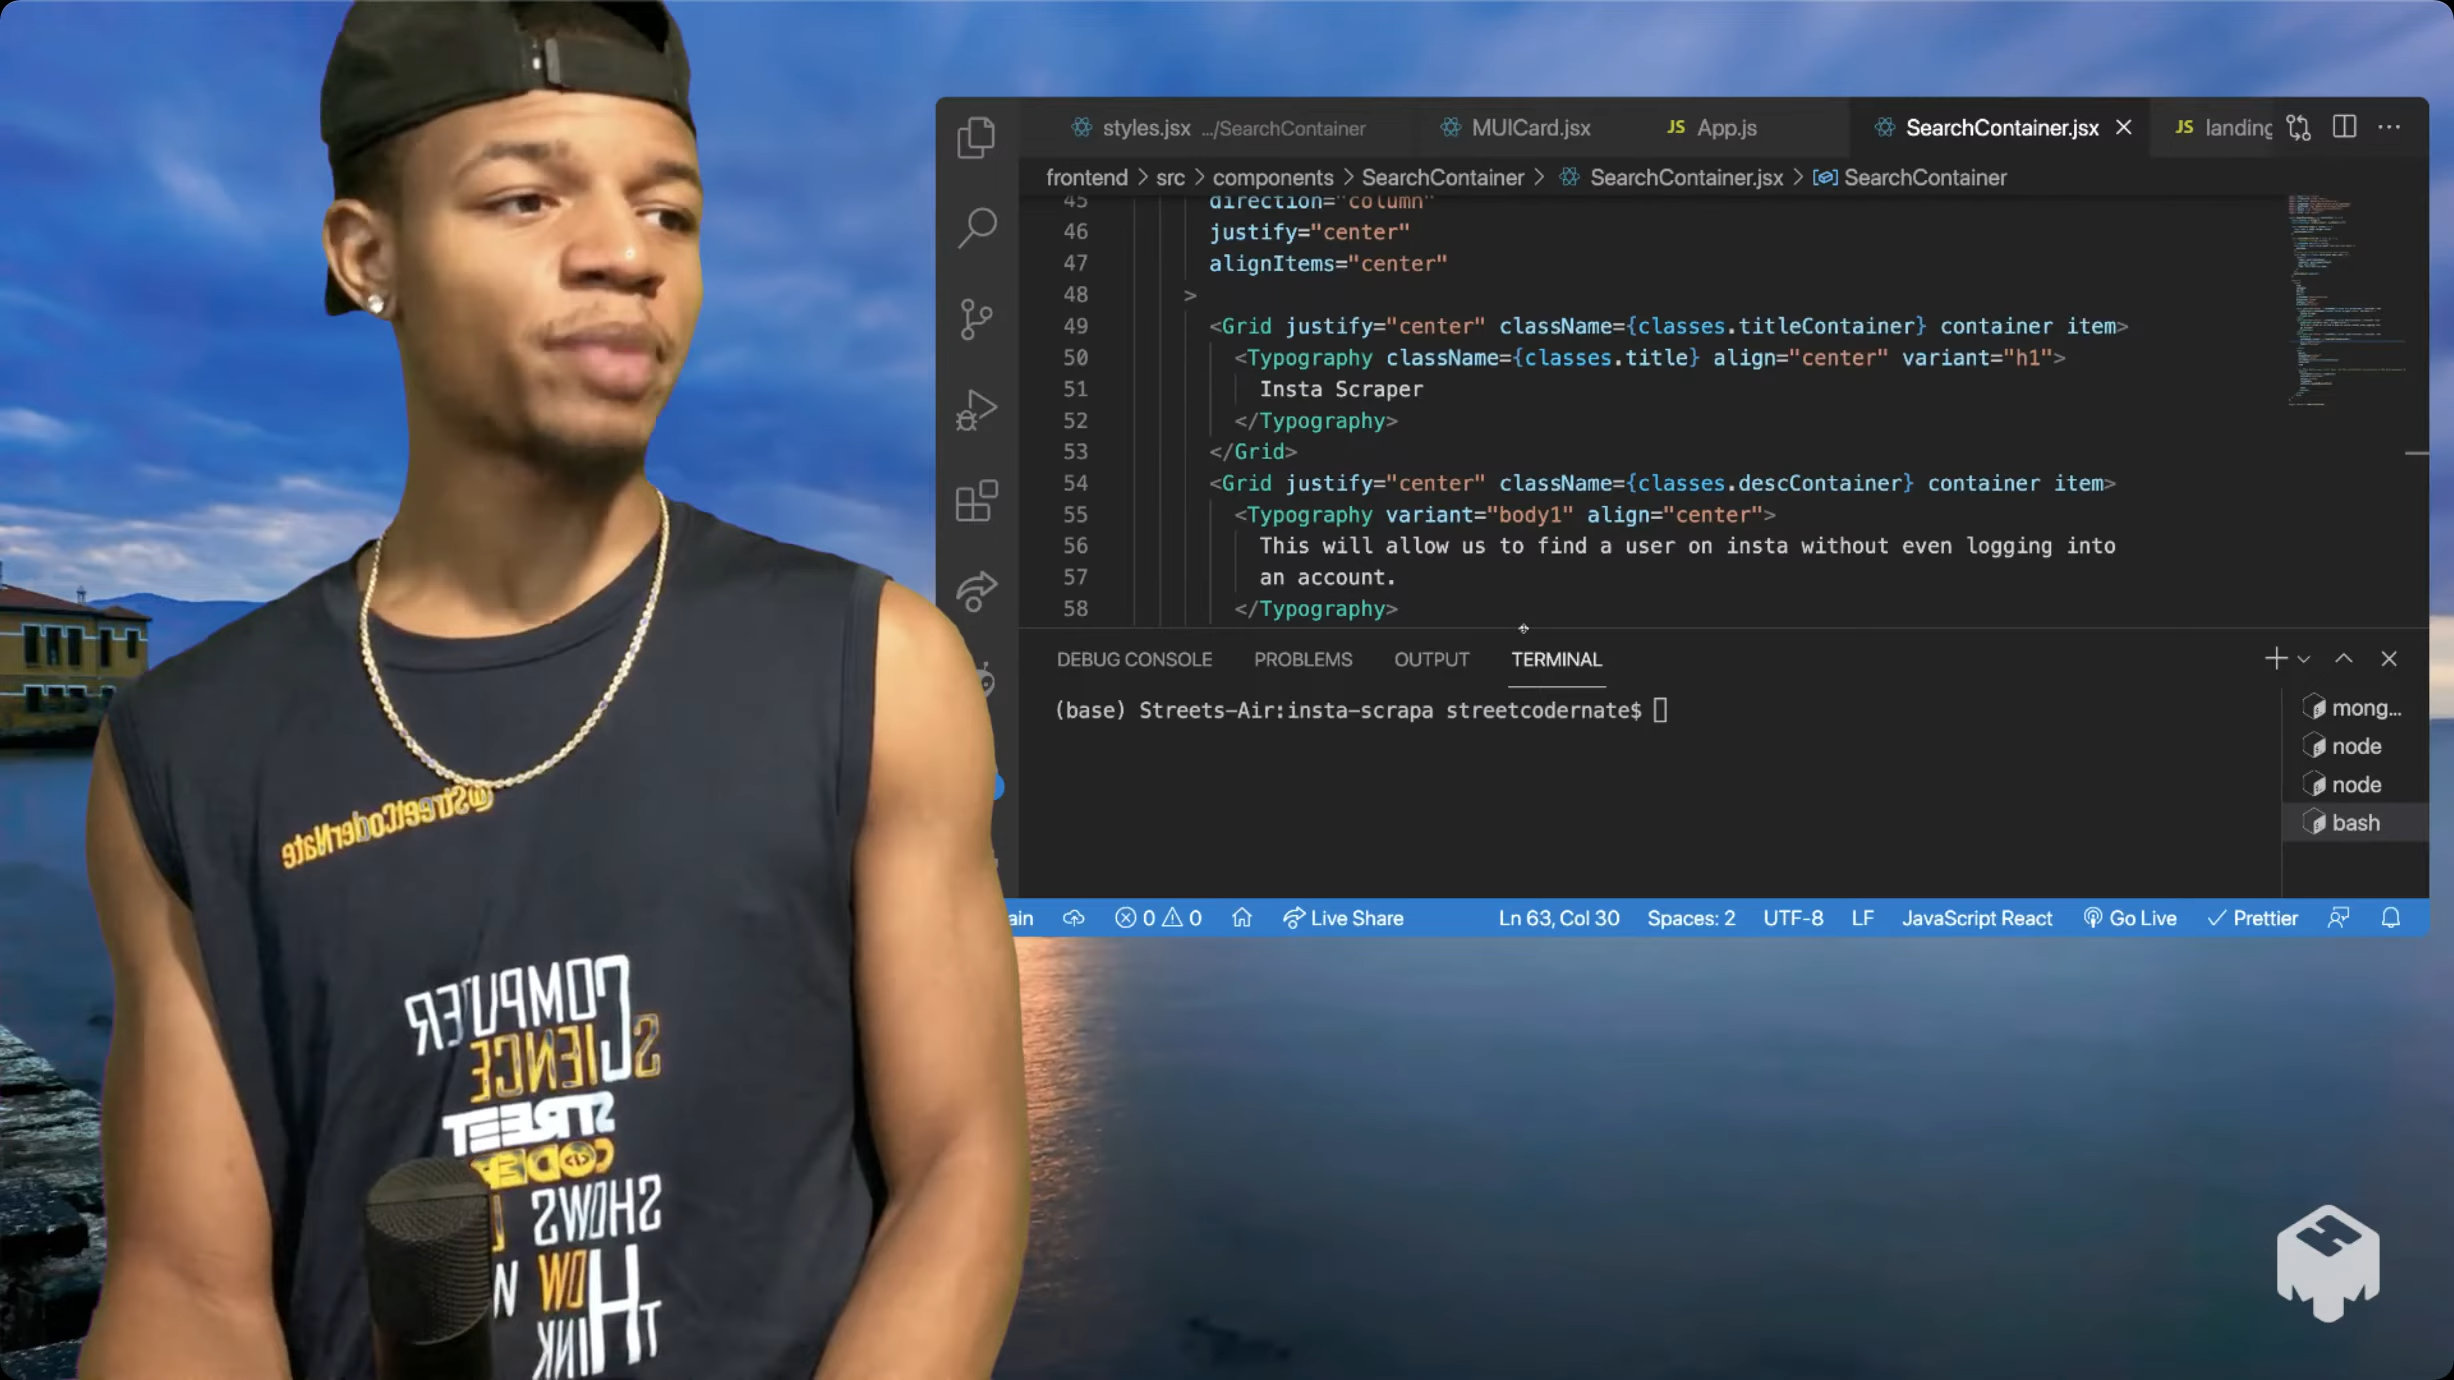 styles.jsx .../SearchContainer MUICard.jsx JS App.js SearchContainer.jsx JS landing
frontend > src > components > SearchContainer > SearchContainer.jsx > SearchContainer
45 direction="column"
46 justify="center"
47 alignItems="center"
48 >
49 <Grid justify="center" className={classes.titleContainer} container item>
50 <Typography className={classes.title} align="center" variant="h1">
51 Insta Scraper
52 </Typography>
53 </Grid>
54 <Grid justify="center" className={classes.descContainer} container item>
55 <Typography variant="body1" align="center">
56 This will allow us to find a user on insta without even logging into
57 an account.
58 </Typography>
DEBUG CONSOLE PROBLEMS OUTPUT TERMINAL
(base) Streets-Air:insta-scrapa streetcodernate$
mong...
node
node
bash
ain 0 0 Live Share Ln 63, Col 30 Spaces: 2 UTF-8 LF JavaScript React Go Live Prettier
@StreetCoderNate
COMPUTER
SCIENCE
STREET
CODER
SHOWS
HOW
THINK